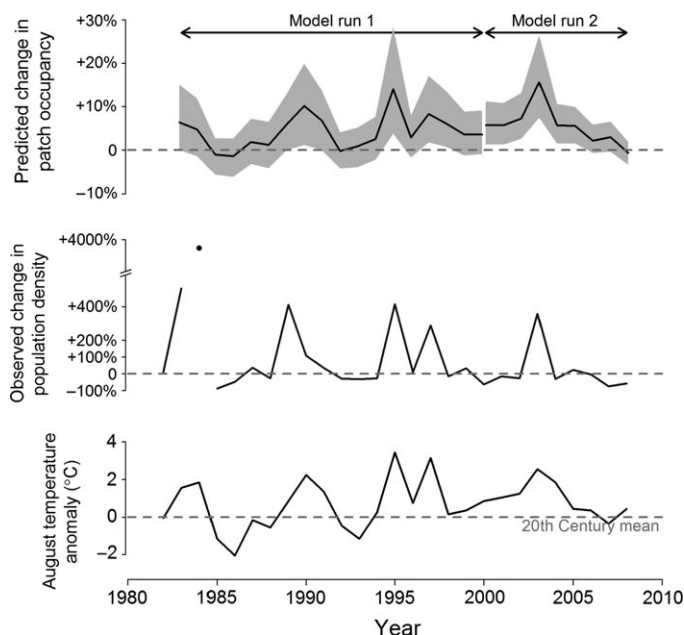 Model run 1
Model run 2
Predicted change in
patch occupancy
+30%
+20%
+10%
0
–10%
Observed change in
population density
+4000%
+400%
+200%
+100%
0
–100%
August temperature
anomaly (°C)
4
2
0
–2
20th Century mean
1980
1985
1990
1995
2000
2005
2010
Year